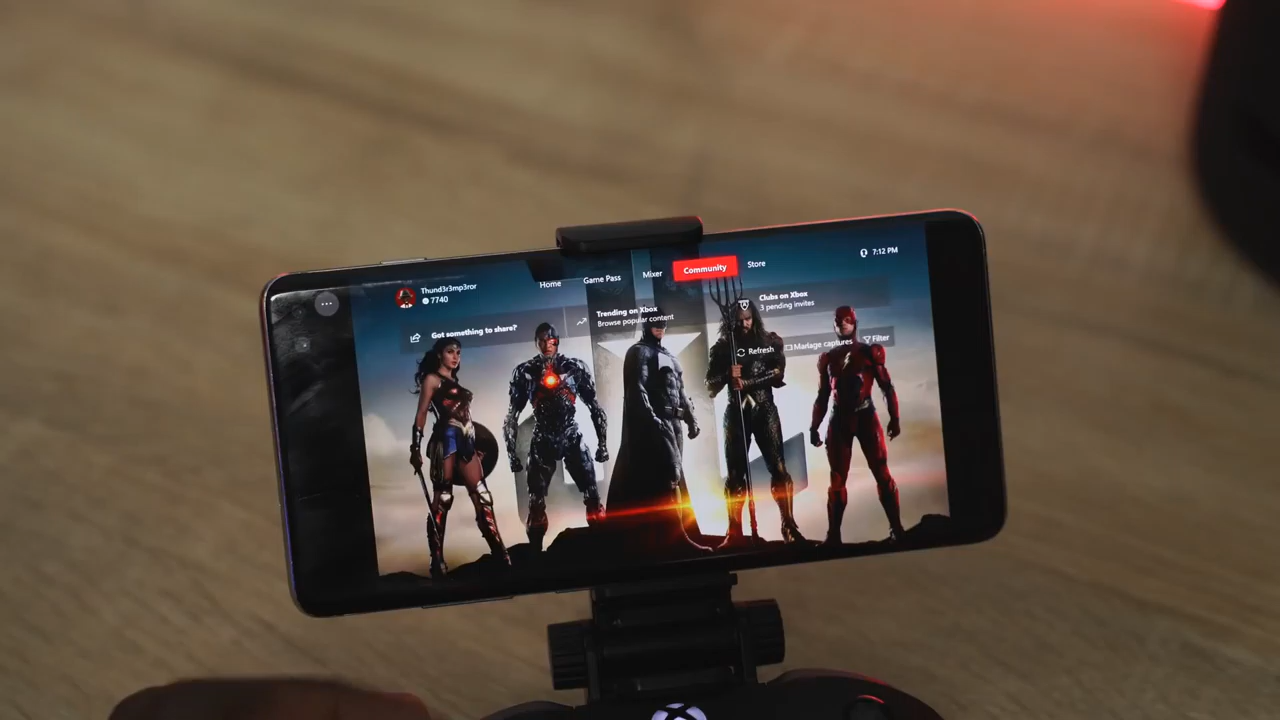 Thund3r3mp3ror
7740
Home
Game Pass
Mixer
Community
Store
7:12 PM
Got something to share?
Trending on Xbox
Browse popular content
Clubs on Xbox
3 pending invites
Refresh
Manage captures
Filter